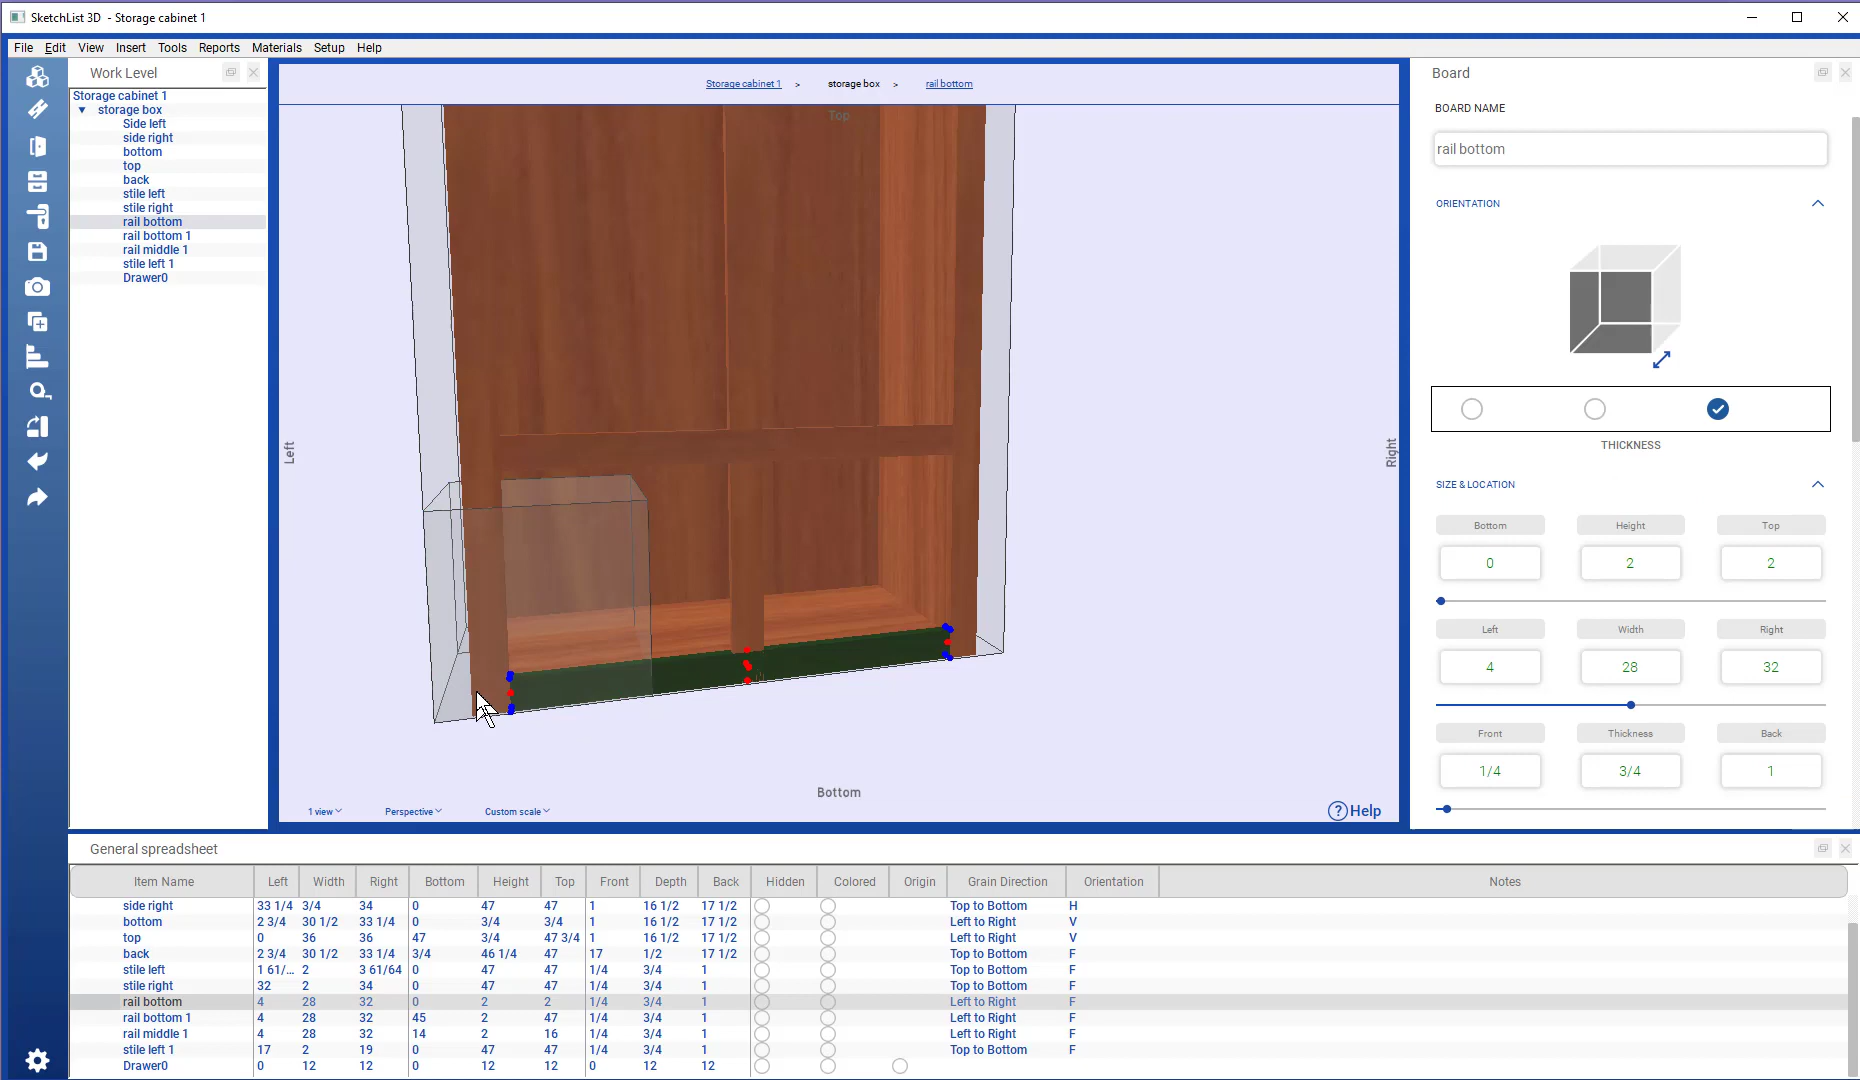 SketchList 3D - Storage cabinet 1
File Edit View Insert Tools Reports Materials Setup Help
Work Level
Storage cabinet 1
storage box
Side left
side right
bottom
top
back
stile left
stile right
rail bottom
rail bottom 1
rail middle 1
stile left 1
Drawer0
Storage cabinet 1 > storage box > rail bottom
Top
Left
Right
Bottom
1 view Perspective Custom scale
? Help
Board
BOARD NAME
rail bottom
ORIENTATION
THICKNESS
SIZE & LOCATION
Bottom Height Top
0 2 2
Left Width Right
4 28 32
Front Thickness Back
1/4 3/4 1
General spreadsheet
Item Name Left Width Right Bottom Height Top Front Depth Back Hidden Colored Origin Grain Direction Orientation Notes
side right 33 1/4 3/4 34 0 47 47 1 16 1/2 17 1/2 Top to Bottom H
bottom 2 3/4 30 1/2 33 1/4 0 3/4 3/4 1 16 1/2 17 1/2 Left to Right V
top 0 36 36 47 3/4 47 3/4 1 16 1/2 17 1/2 Left to Right V
back 2 3/4 30 1/2 33 1/4 3/4 46 1/4 47 17 1/2 17 1/2 Top to Bottom F
stile left 1 61/... 2 3 61/64 0 47 47 1/4 3/4 1 Top to Bottom F
stile right 32 2 34 0 47 47 1/4 3/4 1 Top to Bottom F
rail bottom 4 28 32 0 2 2 1/4 3/4 1 Left to Right F
rail bottom 1 4 28 32 45 2 47 1/4 3/4 1 Left to Right F
rail middle 1 4 28 32 14 2 16 1/4 3/4 1 Left to Right F
stile left 1 17 2 19 0 47 47 1/4 3/4 1 Top to Bottom F
Drawer0 0 12 12 0 12 12 0 12 12